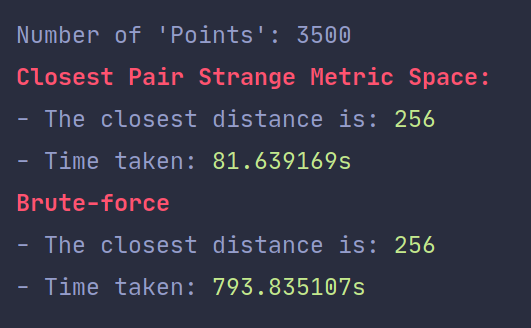 Number of 'Points': 3500
Closest Pair Strange Metric Space:
- The closest distance is: 256
- Time taken: 81.639169s
Brute-force
- The closest distance is: 256
- Time taken: 793.835107s